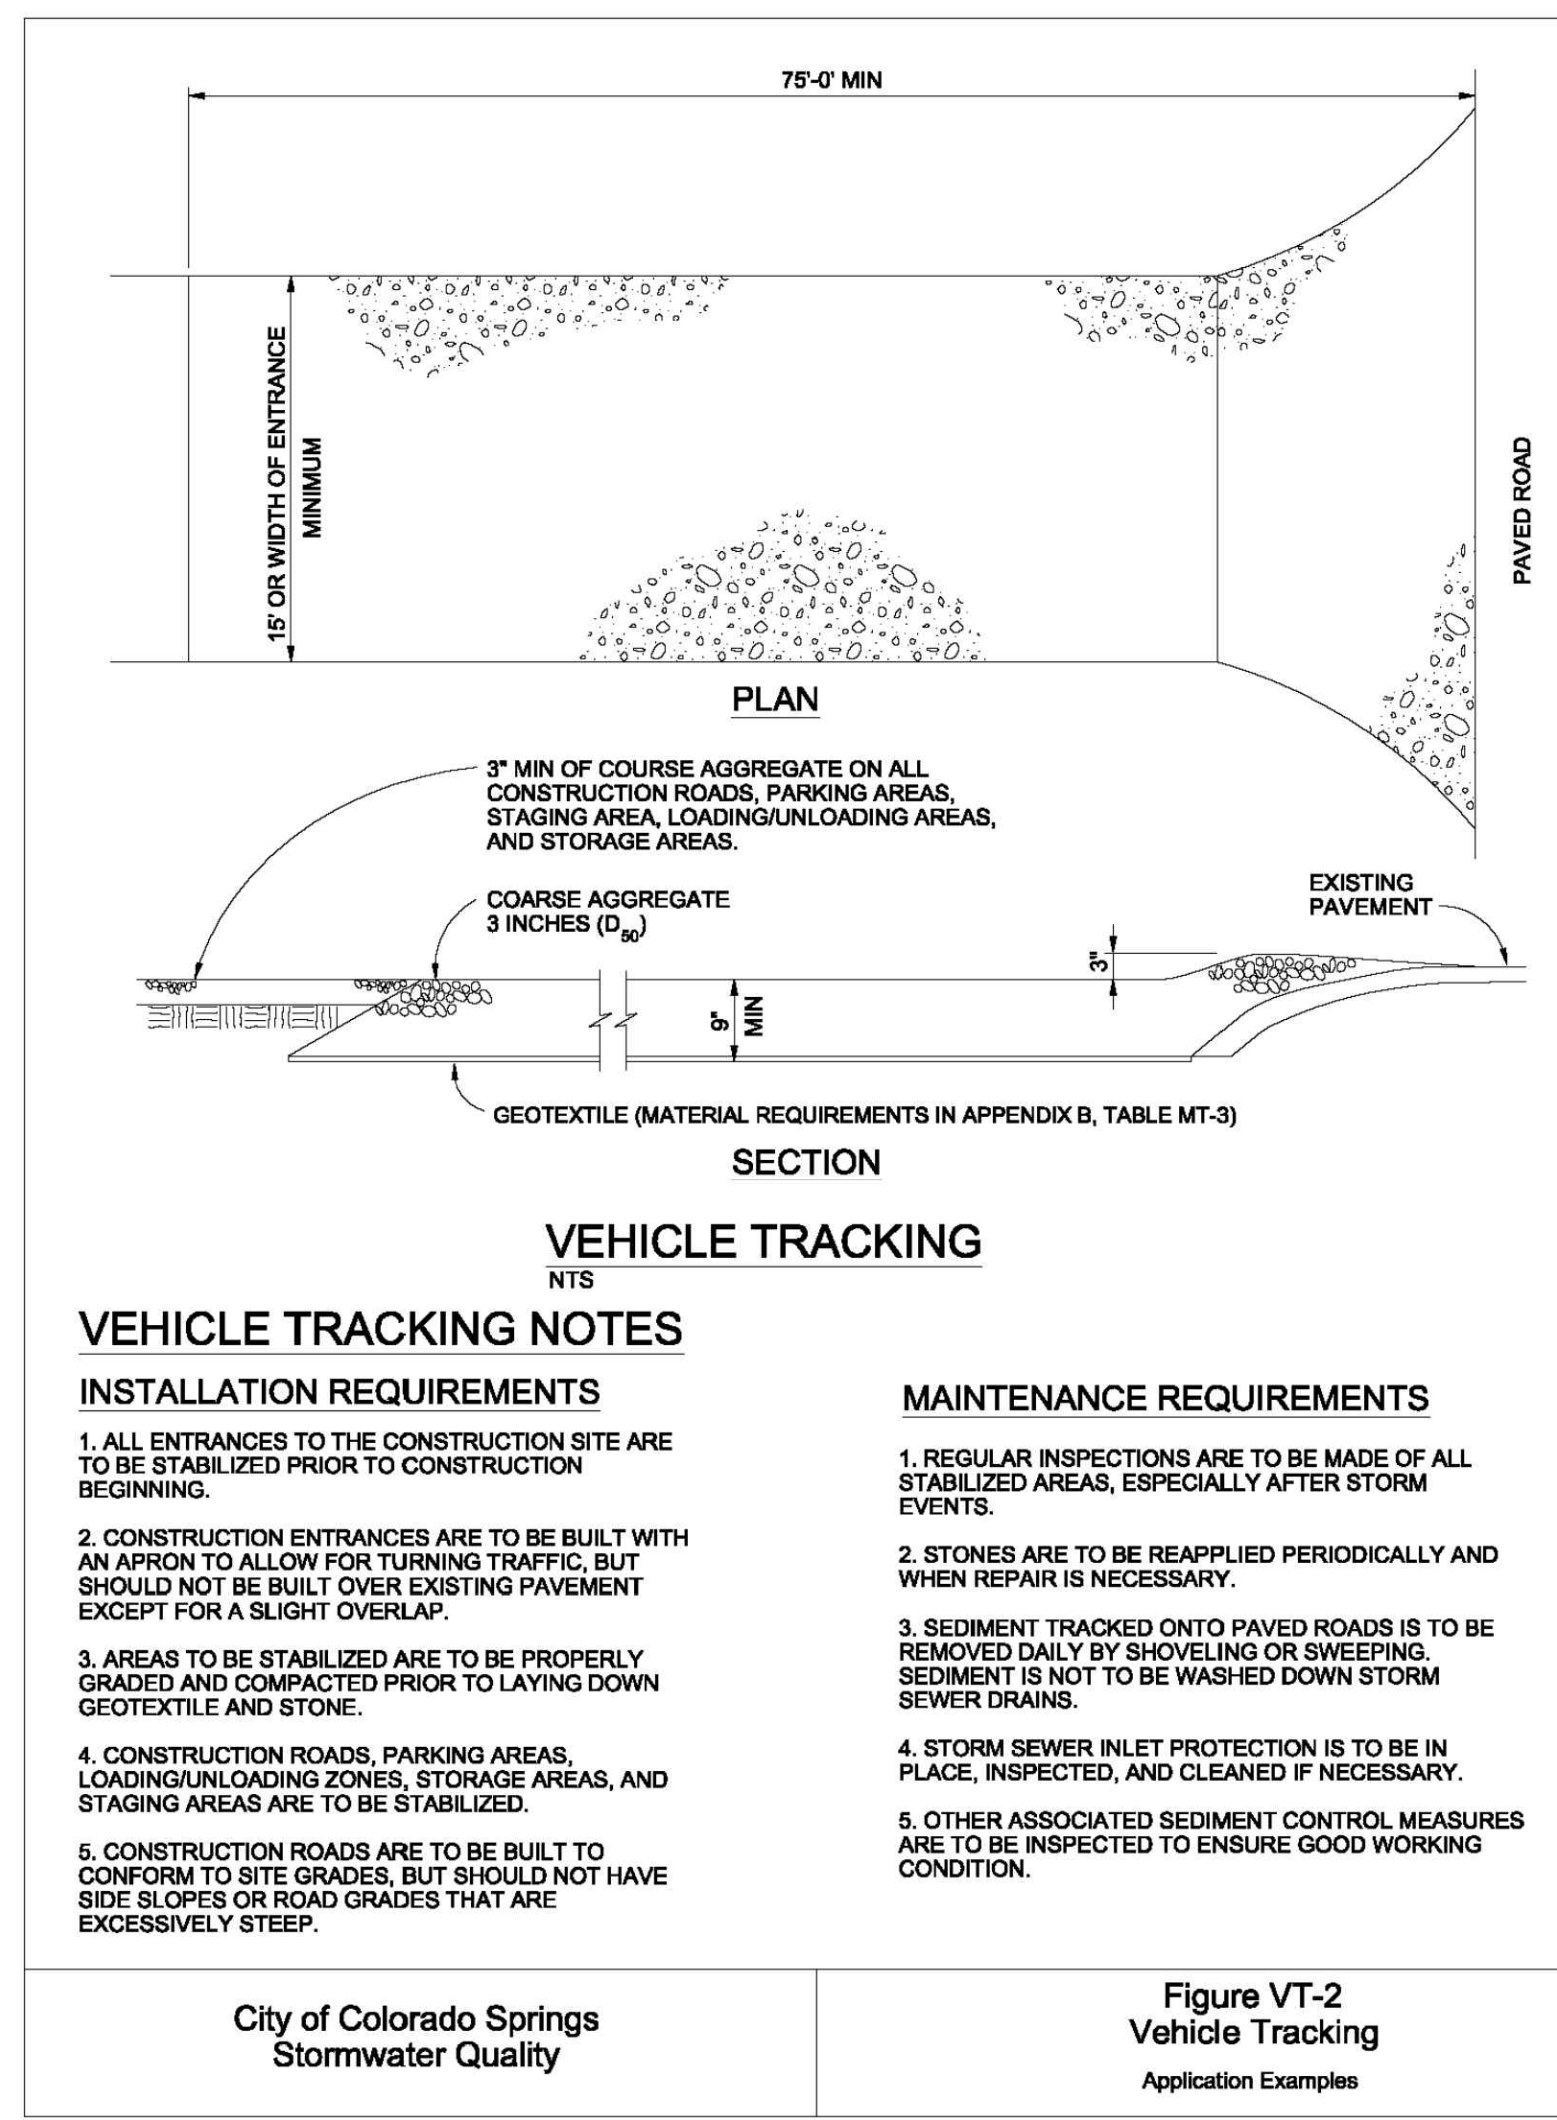 75'-0' MIN
15' OR WIDTH OF ENTRANCE
MINIMUM
PAVED ROAD
PLAN
3" MIN OF COURSE AGGREGATE ON ALL
CONSTRUCTION ROADS, PARKING AREAS,
STAGING AREA, LOADING/UNLOADING AREAS,
AND STORAGE AREAS.
COARSE AGGREGATE
3 INCHES (D50)
EXISTING
PAVEMENT
3"
9"
MIN
GEOTEXTILE (MATERIAL REQUIREMENTS IN APPENDIX B, TABLE MT-3)
SECTION
VEHICLE TRACKING
NTS
VEHICLE TRACKING NOTES
INSTALLATION REQUIREMENTS
1. ALL ENTRANCES TO THE CONSTRUCTION SITE ARE
TO BE STABILIZED PRIOR TO CONSTRUCTION
BEGINNING.
2. CONSTRUCTION ENTRANCES ARE TO BE BUILT WITH
AN APRON TO ALLOW FOR TURNING TRAFFIC, BUT
SHOULD NOT BE BUILT OVER EXISTING PAVEMENT
EXCEPT FOR A SLIGHT OVERLAP.
3. AREAS TO BE STABILIZED ARE TO BE PROPERLY
GRADED AND COMPACTED PRIOR TO LAYING DOWN
GEOTEXTILE AND STONE.
4. CONSTRUCTION ROADS, PARKING AREAS,
LOADING/UNLOADING ZONES, STORAGE AREAS, AND
STAGING AREAS ARE TO BE STABILIZED.
5. CONSTRUCTION ROADS ARE TO BE BUILT TO
CONFORM TO SITE GRADES, BUT SHOULD NOT HAVE
SIDE SLOPES OR ROAD GRADES THAT ARE
EXCESSIVELY STEEP.
MAINTENANCE REQUIREMENTS
1. REGULAR INSPECTIONS ARE TO BE MADE OF ALL
STABILIZED AREAS, ESPECIALLY AFTER STORM
EVENTS.
2. STONES ARE TO BE REAPPLIED PERIODICALLY AND
WHEN REPAIR IS NECESSARY.
3. SEDIMENT TRACKED ONTO PAVED ROADS IS TO BE
REMOVED DAILY BY SHOVELING OR SWEEPING.
SEDIMENT IS NOT TO BE WASHED DOWN STORM
SEWER DRAINS.
4. STORM SEWER INLET PROTECTION IS TO BE IN
PLACE, INSPECTED, AND CLEANED IF NECESSARY.
5. OTHER ASSOCIATED SEDIMENT CONTROL MEASURES
ARE TO BE INSPECTED TO ENSURE GOOD WORKING
CONDITION.
City of Colorado Springs
Stormwater Quality
Figure VT-2
Vehicle Tracking
Application Examples